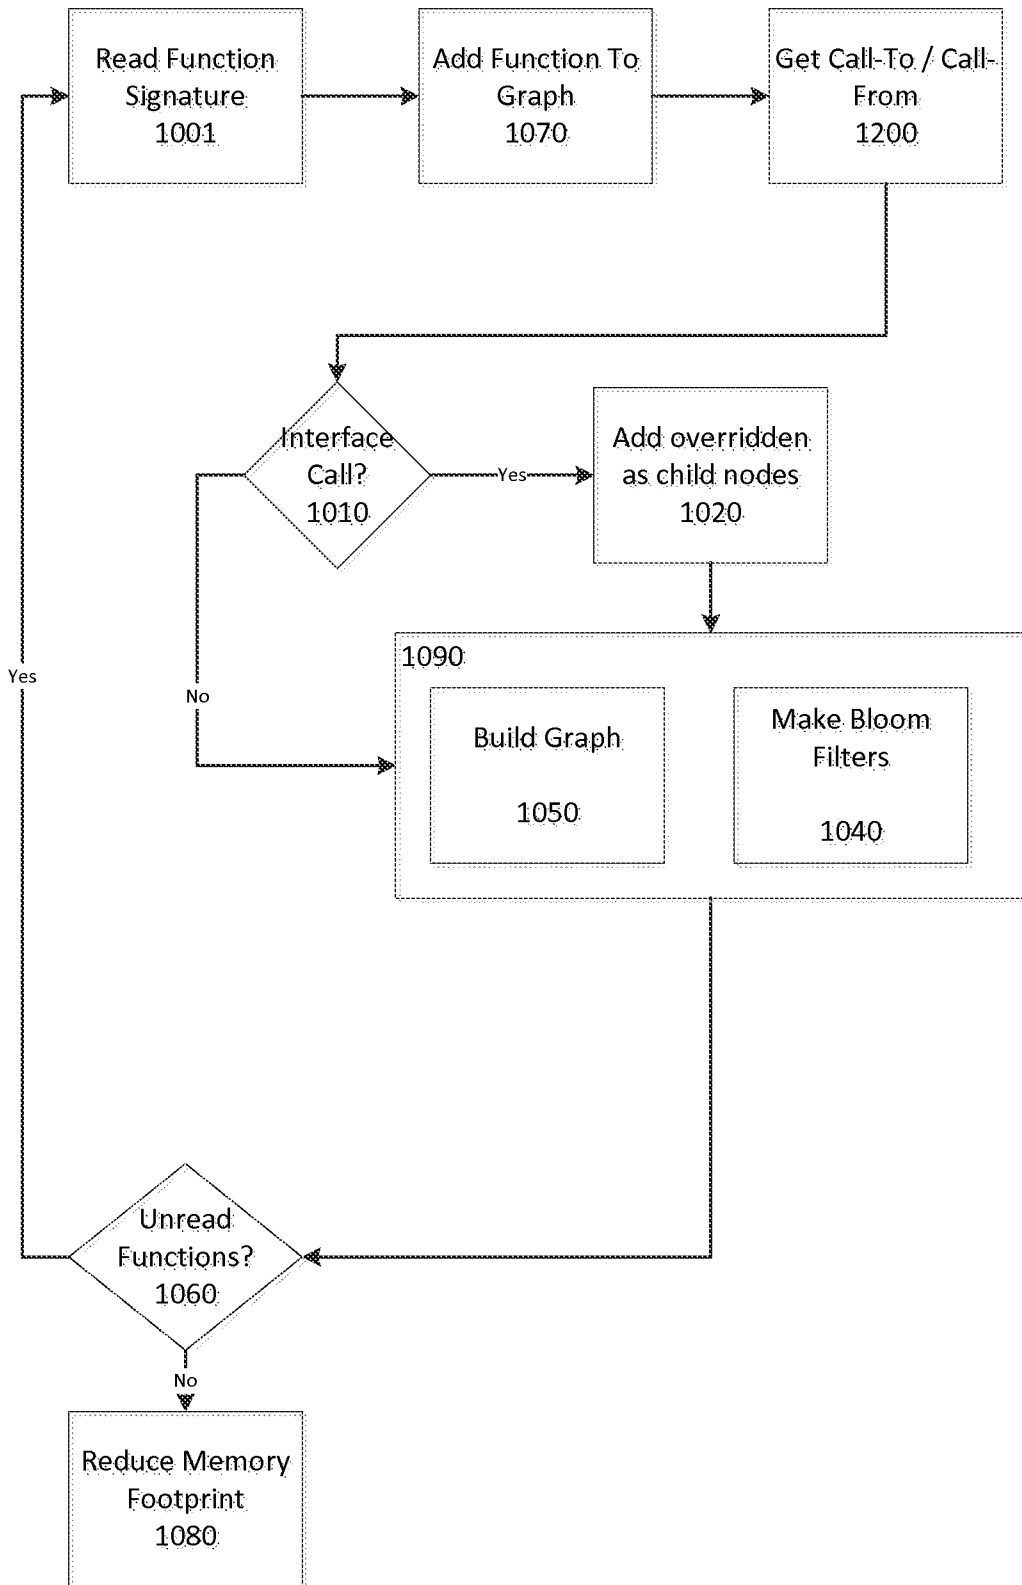 Read Function
Signature
1001
Add Function To
Graph
1070
Get Call-To / Call-
From
1200
Interface
Call?
1010
Yes
Add overridden
as child nodes
1020
No
1090
Build Graph
1050
Make Bloom
Filters
1040
Yes
Unread
Functions?
1060
No
Reduce Memory
Footprint
1080